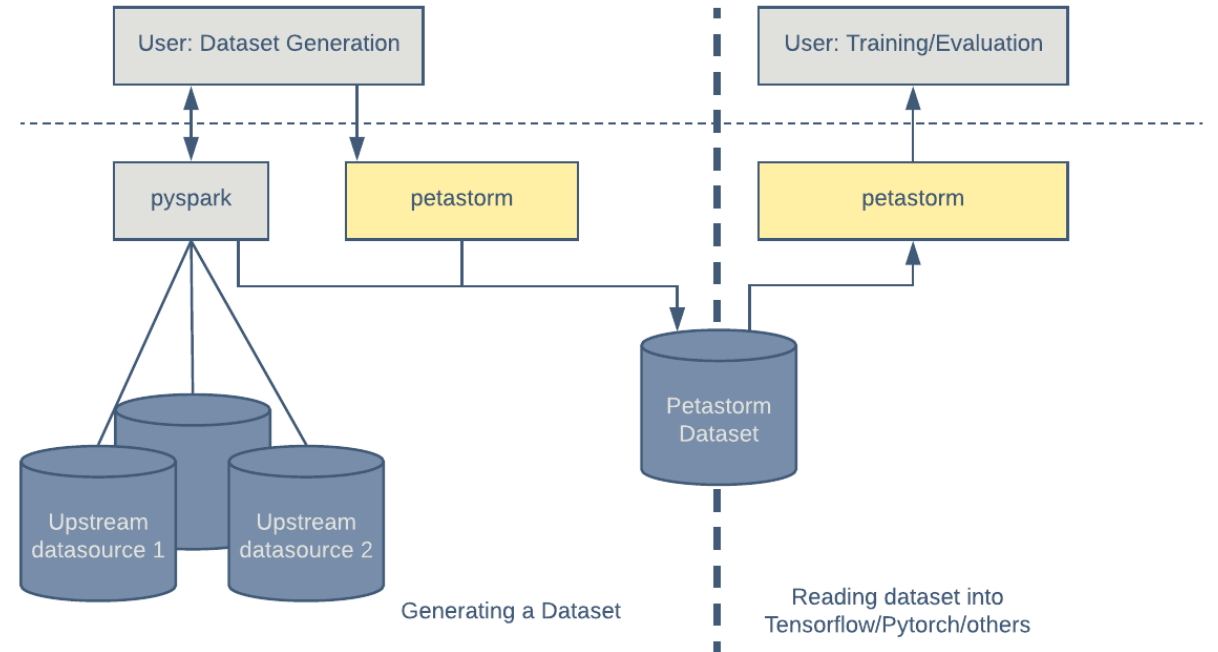 User: Dataset Generation
User: Training/Evaluation
pyspark
petastorm
petastorm
Petastorm
Dataset
Upstream
datasource 1
Upstream
datasource 2
Generating a Dataset
Reading dataset into
Tensorflow/Pytorch/others